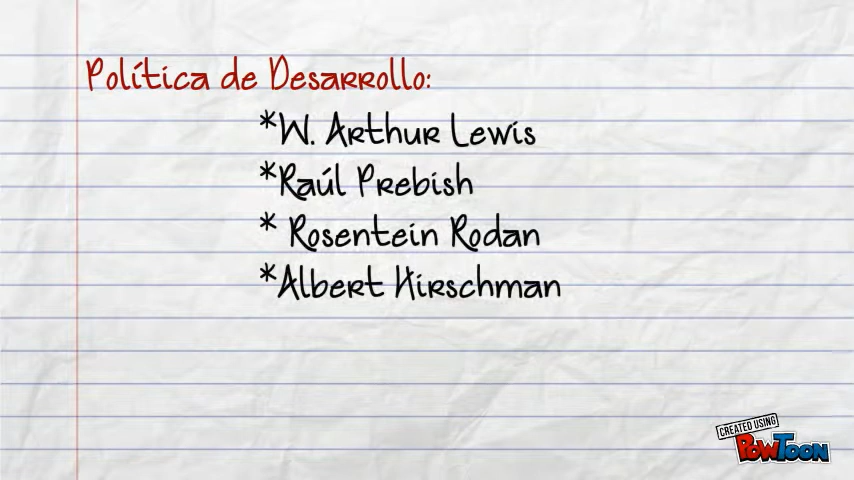 Política de Desarrollo:
*W. Arthur Lewis
*Raúl Prebish
* Rosentein Rodan
*Albert Hirschman
CREATED USING
POWTOON